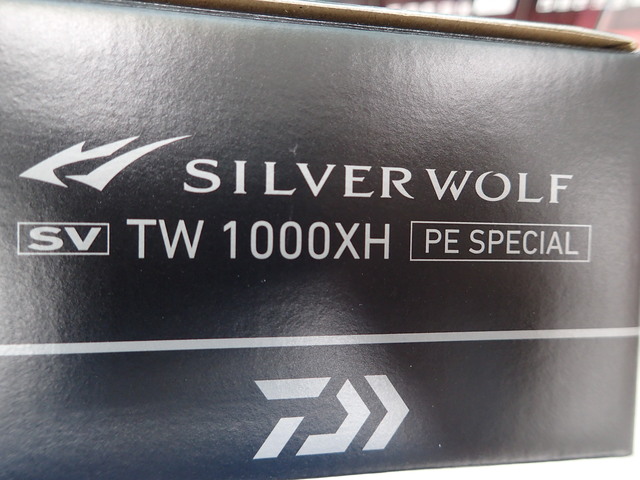 SILVER WOLF
SV TW 1000XH PE SPECIAL